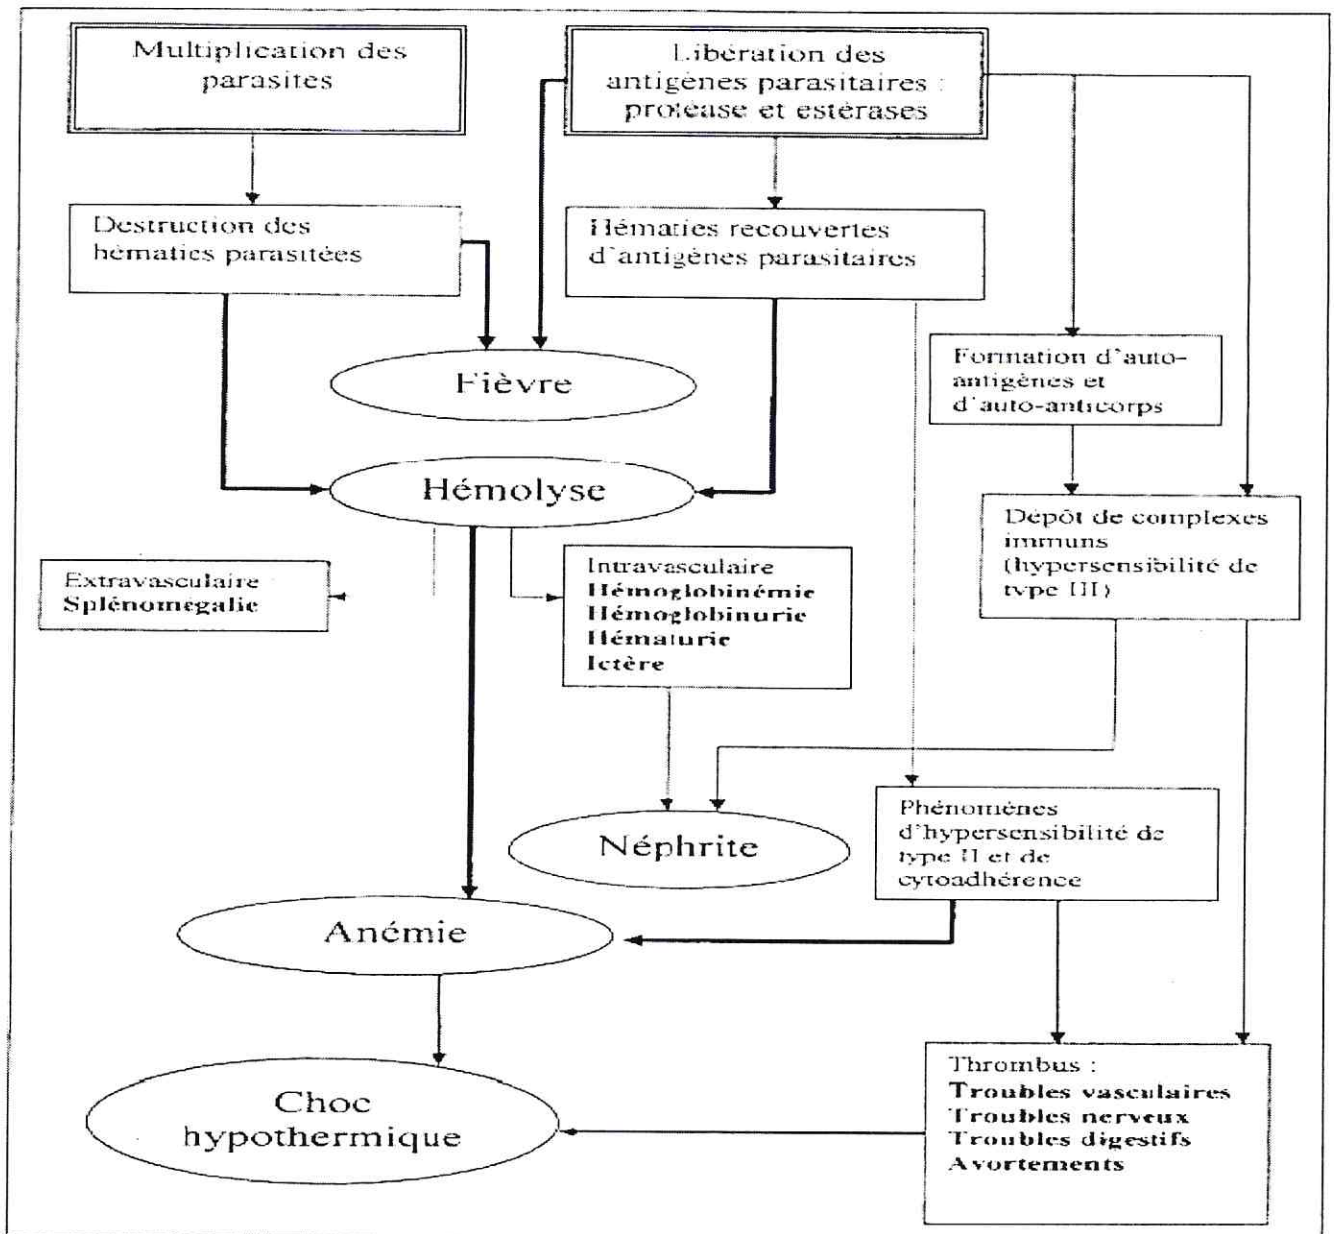 Multiplication des
parasites
Libération des
antigènes parasitaires :
protéase et estérases
Destruction des
hématies parasitées
Hématies recouvertes
d'antigènes parasitaires
Formation d'auto-
antigènes et
d'auto-anticorps
Fièvre
Hémolyse
Dépôt de complexes
immuns
(hypersensibilité de
type III)
Extravasculaire
Splénomégalie
Intravasculaire
Hémoglobinémie
Hémoglobinurie
Hématurie
Ictère
Néphrite
Phénomènes
d'hypersensibilité de
type II et de
cytoadhérence
Anémie
Choc
hypothermique
Thrombus :
Troubles vasculaires
Troubles nerveux
Troubles digestifs
Avortements